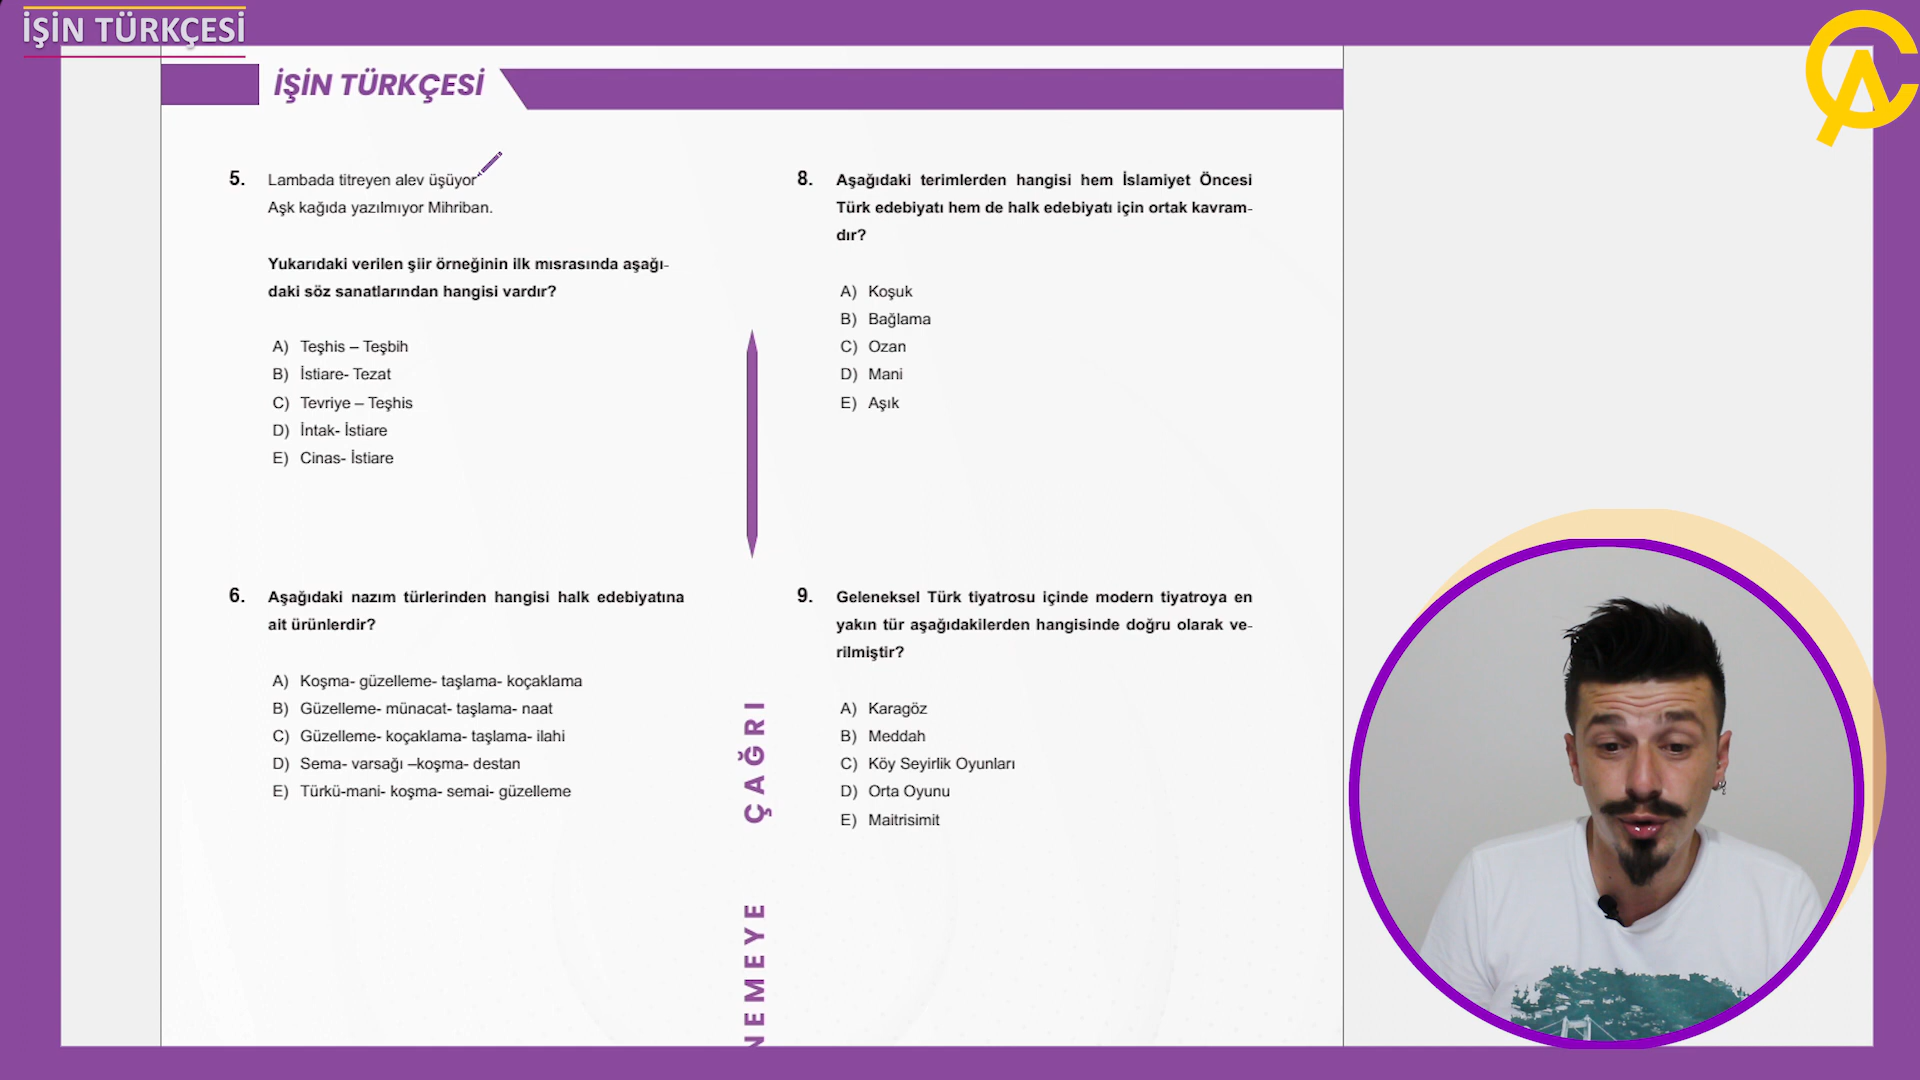 İŞİN TÜRKÇESİ
İŞİN TÜRKÇESİ
5. Lambada titreyen alev üşüyor
Aşk kağıda yazılmıyor Mihriban.
Yukarıdaki verilen şiir örneğinin ilk mısrasında aşağı-
daki söz sanatlarından hangisi vardır?
A) Teşhis – Teşbih
B) İstiare- Tezat
C) Tevriye – Teşhis
D) İntak- İstiare
E) Cinas- İstiare
6. Aşağıdaki nazım türlerinden hangisi halk edebiyatına
ait ürünlerdir?
A) Koşma- güzelleme- taşlama- koçaklama
B) Güzelleme- münacat- taşlama- naat
C) Güzelleme- koçaklama- taşlama- ilahi
D) Sema- varsağı –koşma- destan
E) Türkü-mani- koşma- semai- güzelleme
NEMEYE ÇAĞRI
8. Aşağıdaki terimlerden hangisi hem İslamiyet Öncesi
Türk edebiyatı hem de halk edebiyatı için ortak kavram-
dır?
A) Koşuk
B) Bağlama
C) Ozan
D) Mani
E) Aşık
9. Geleneksel Türk tiyatrosu içinde modern tiyatroya en
yakın tür aşağıdakilerden hangisinde doğru olarak ve-
rilmiştir?
A) Karagöz
B) Meddah
C) Köy Seyirlik Oyunları
D) Orta Oyunu
E) Maitrisimit